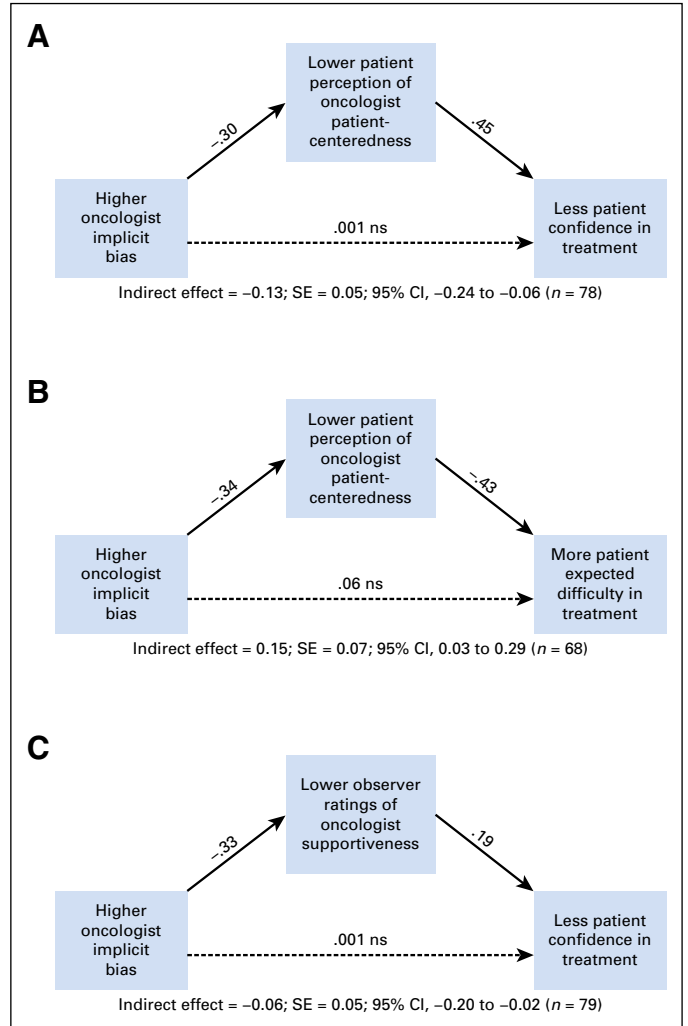 A
Lower patient
perception of
oncologist
patient-
centeredness
–.30
.45
Higher
oncologist
implicit
bias
.001 ns
Less patient
confidence in
treatment
Indirect effect = –0.13; SE = 0.05; 95% CI, –0.24 to –0.06 (n = 78)
B
Lower patient
perception of
oncologist
patient-
centeredness
–.34
–.43
Higher
oncologist
implicit
bias
.06 ns
More patient
expected
difficulty in
treatment
Indirect effect = 0.15; SE = 0.07; 95% CI, 0.03 to 0.29 (n = 68)
C
Lower observer
ratings of
oncologist
supportiveness
–.33
.19
Higher
oncologist
implicit
bias
.001 ns
Less patient
confidence in
treatment
Indirect effect = –0.06; SE = 0.05; 95% CI, –0.20 to –0.02 (n = 79)